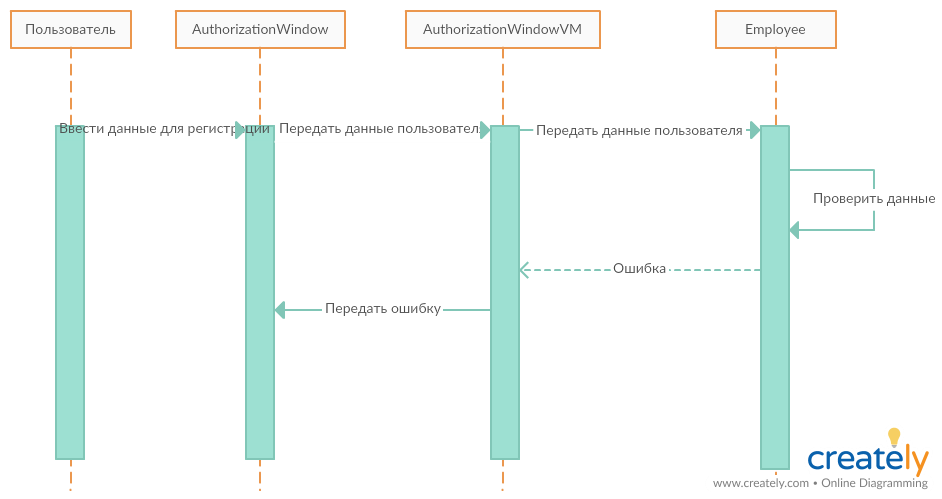 Пользователь
AuthorizationWindow
AuthorizationWindowVM
Employee
Ввести данные для регистрации
Передать данные пользователя
Передать данные пользователя
Проверить данные
Ошибка
Передать ошибку
creately
www.creately.com • Online Diagramming